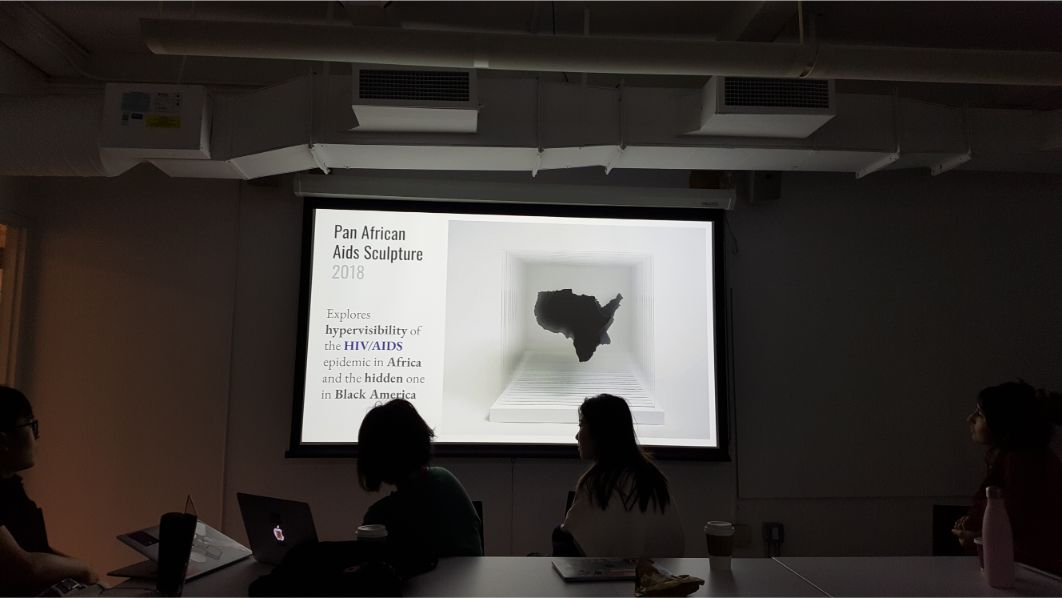 Pan African
Aids Sculpture
2018
Explores
hypervisibility of
the HIV/AIDS
epidemic in Africa
and the hidden one
in Black America